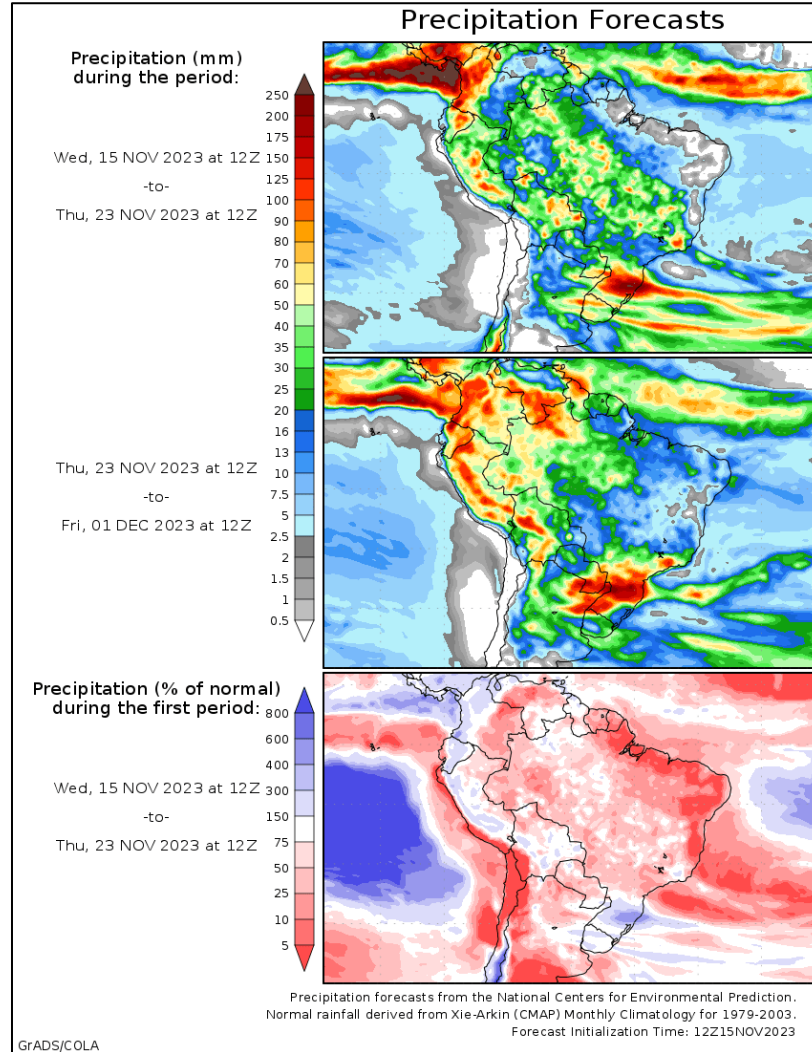 Precipitation Forecasts
Precipitation (mm)
during the period:
Wed, 15 NOV 2023 at 12Z
-to-
Thu, 23 NOV 2023 at 12Z
250
200
175
150
125
100
90
80
70
60
50
40
35
30
25
20
16
13
10
7.5
5
2.5
2
1.5
1
0.5
Thu, 23 NOV 2023 at 12Z
-to-
Fri, 01 DEC 2023 at 12Z
Precipitation (% of normal)
during the first period:
Wed, 15 NOV 2023 at 12Z
-to-
Thu, 23 NOV 2023 at 12Z
800
600
400
300
150
75
50
25
10
5
Precipitation forecasts from the National Centers for Environmental Prediction.
Normal rainfall derived from Xie-Arkin (CMAP) Monthly Climatology for 1979-2003.
Forecast Initialization Time: 12Z15NOV2023
GrADS/COLA